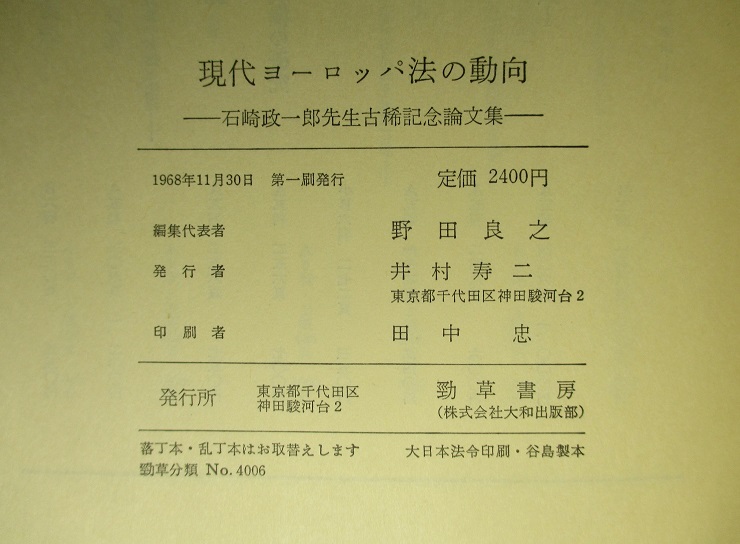 現代ヨーロッパ法の動向
——石崎政一郎先生古稀記念論文集——
1968年11月30日 第一刷発行 定価 2400円
編集代表者 野田良之
発行者 井村寿二
東京都千代田区神田駿河台2
印刷者 田中忠
発行所 東京都千代田区 勁草書房
神田駿河台2 (株式会社大和出版部)
落丁本・乱丁本はお取替えします 大日本法令印刷・谷島製本
勁草分類 No. 4006